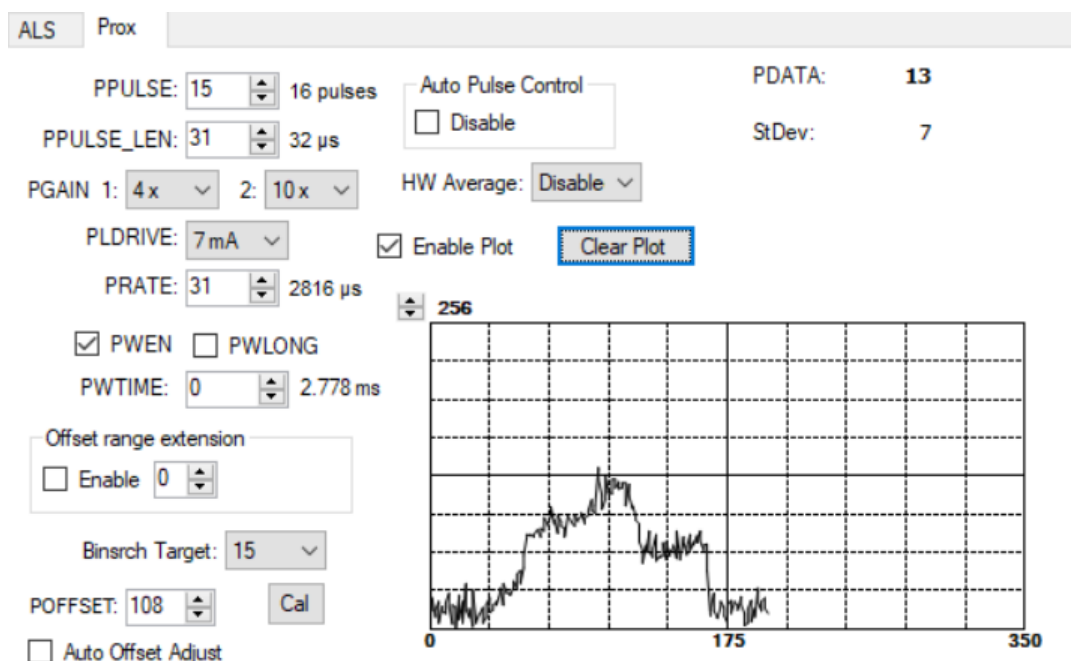 ALS Prox
PPULSE: 15 16 pulses
PPULSE_LEN: 31 32 µs
PGAIN 1: 4 x 2: 10 x
PLDRIVE: 7 mA
PRATE: 31 2816 µs
PWEN PWLONG
PWTIME: 0 2.778 ms
Offset range extension
Enable 0
Binsrch Target: 15
POFFSET: 108 Cal
Auto Offset Adjust
Auto Pulse Control
Disable
HW Average: Disable
Enable Plot Clear Plot
PDATA: 13
StDev: 7
256
0 175 350